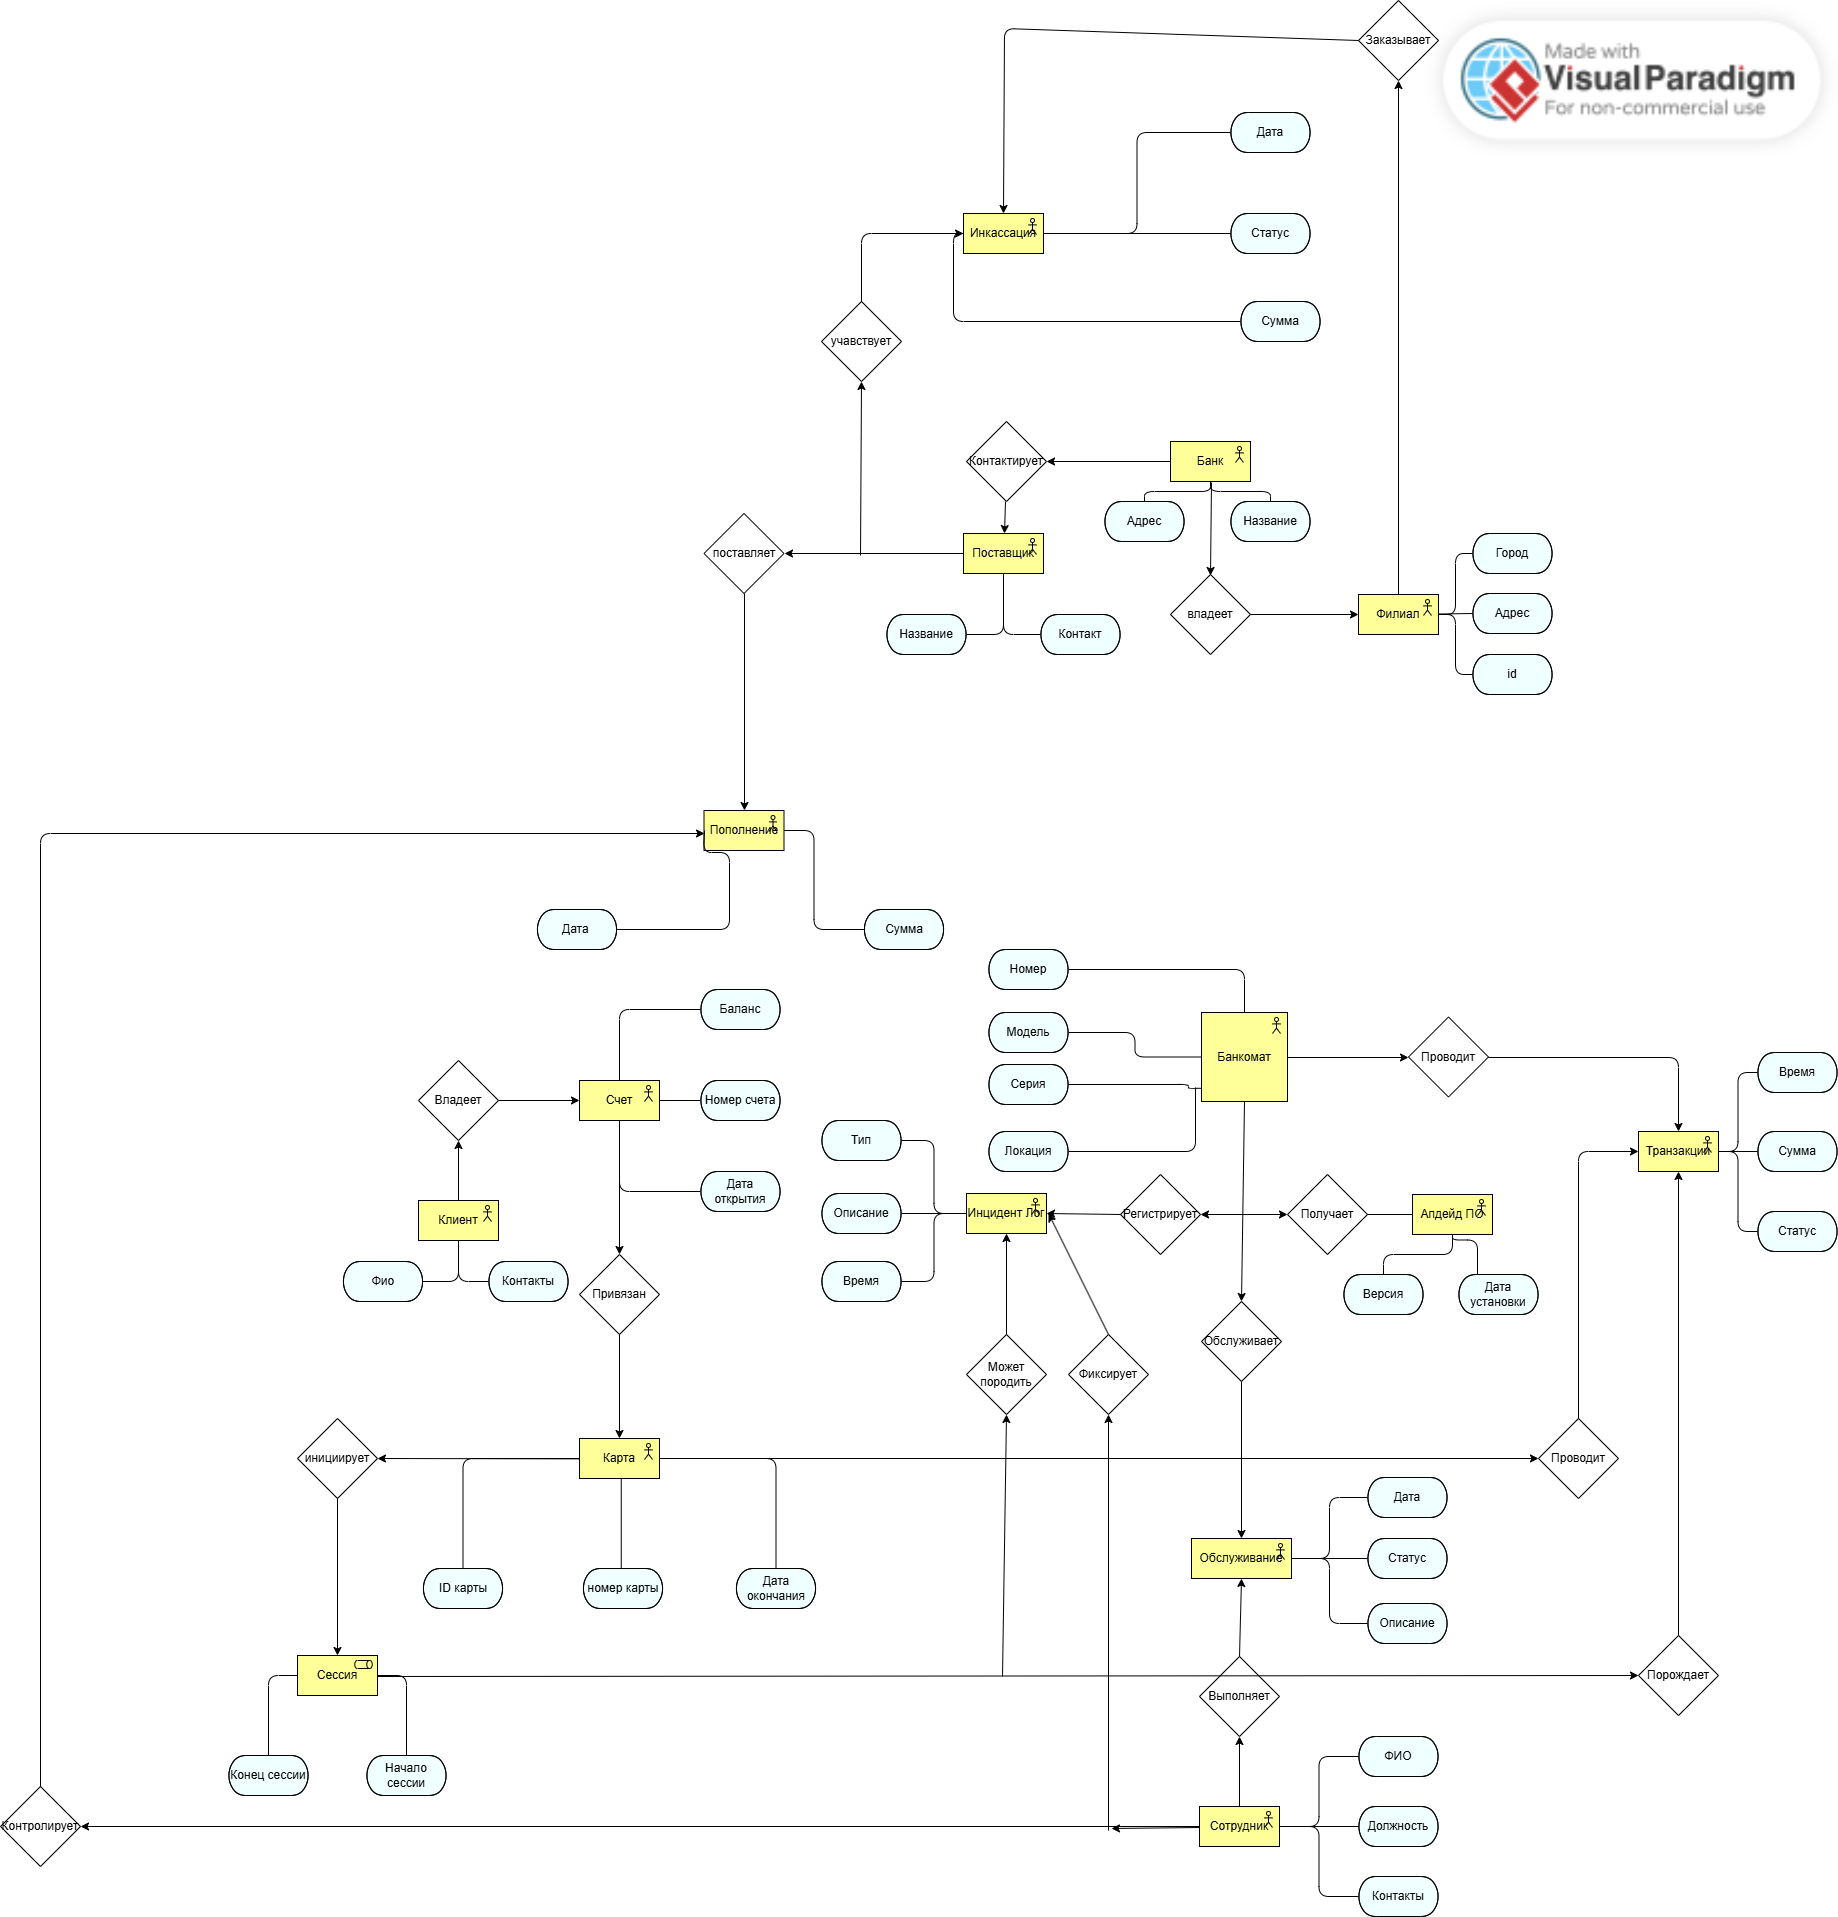 Заказывает
Made with
Visual Paradigm
For non-commercial use
Дата
Инкассация
Статус
Сумма
учавствует
Контактирует
Банк
Адрес
Название
поставляет
Поставщик
Город
владеет
Филиал
Адрес
Название
Контакт
id
Пополнение
Дата
Сумма
Номер
Баланс
Модель
Банкомат
Проводит
Время
Серия
Владеет
Счет
Номер счета
Тип
Локация
Транзакция
Сумма
Дата
открытия
Клиент
Описание
Инцидент Лог
Регистрирует
Получает
Апдейд ПО
Статус
Фио
Контакты
Время
Привязан
Версия
Дата
установки
Обслуживает
Может
породить
Фиксирует
инициирует
Карта
Проводит
Дата
ID карты
номер карты
Дата
окончания
Обслуживание
Статус
Описание
Сессия
Порождает
Выполняет
Конец сессии
Начало
сессии
ФИО
Контролирует
Сотрудник
Должность
Контакты